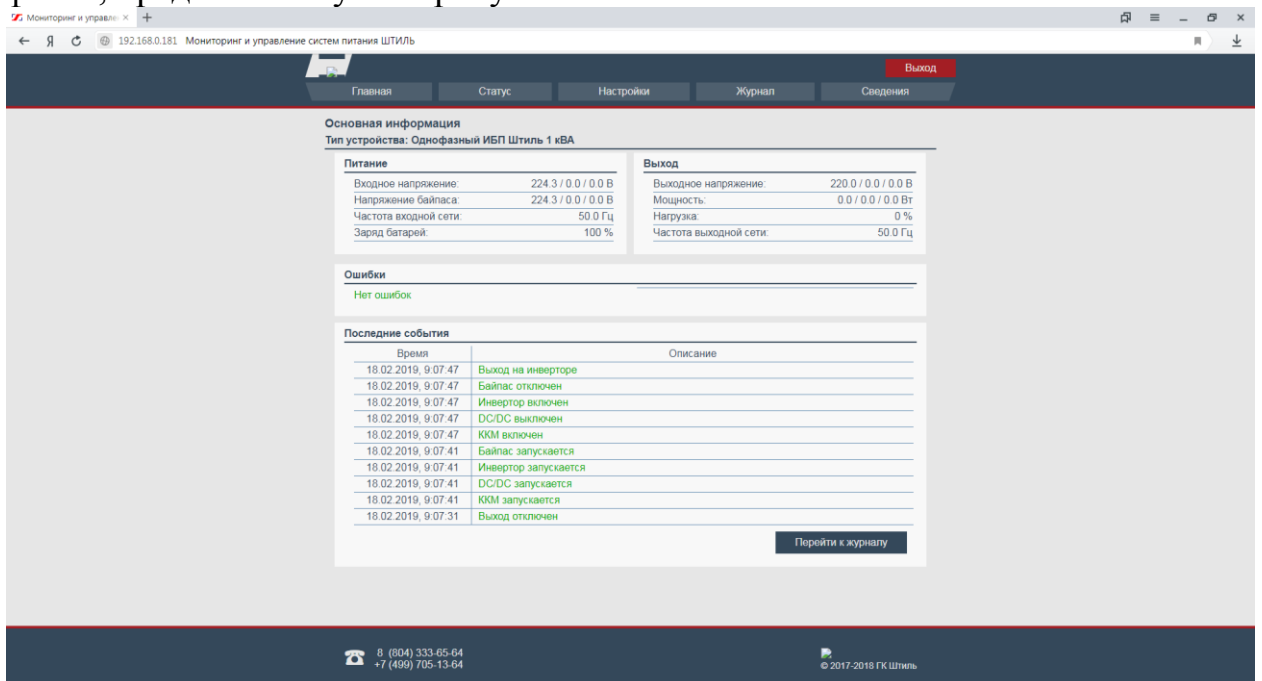 Мониторинг и управлен
192.168.0.181 Мониторинг и управление систем питания ШТИЛЬ
Выход
Главная Статус Настройки Журнал Сведения
Основная информация
Тип устройства: Однофазный ИБП Штиль 1 кВА
Питание
Входное напряжение: 224.3 / 0.0 / 0.0 В
Напряжение байпаса: 224.3 / 0.0 / 0.0 В
Частота входной сети: 50.0 Гц
Заряд батарей: 100 %
Выход
Выходное напряжение: 220.0 / 0.0 / 0.0 В
Мощность: 0.0 / 0.0 / 0.0 Вт
Нагрузка: 0 %
Частота выходной сети: 50.0 Гц
Ошибки
Нет ошибок
Последние события
Время Описание
18.02.2019, 9:07:47 Выход на инверторе
18.02.2019, 9:07:47 Байпас отключен
18.02.2019, 9:07:47 Инвертор включен
18.02.2019, 9:07:47 DC/DC выключен
18.02.2019, 9:07:47 ККМ включен
18.02.2019, 9:07:41 Байпас запускается
18.02.2019, 9:07:41 Инвертор запускается
18.02.2019, 9:07:41 DC/DC запускается
18.02.2019, 9:07:41 ККМ запускается
18.02.2019, 9:07:31 Выход отключен
Перейти к журналу
8 (804) 333-65-64
+7 (499) 705-13-64
© 2017-2018 ГК Штиль